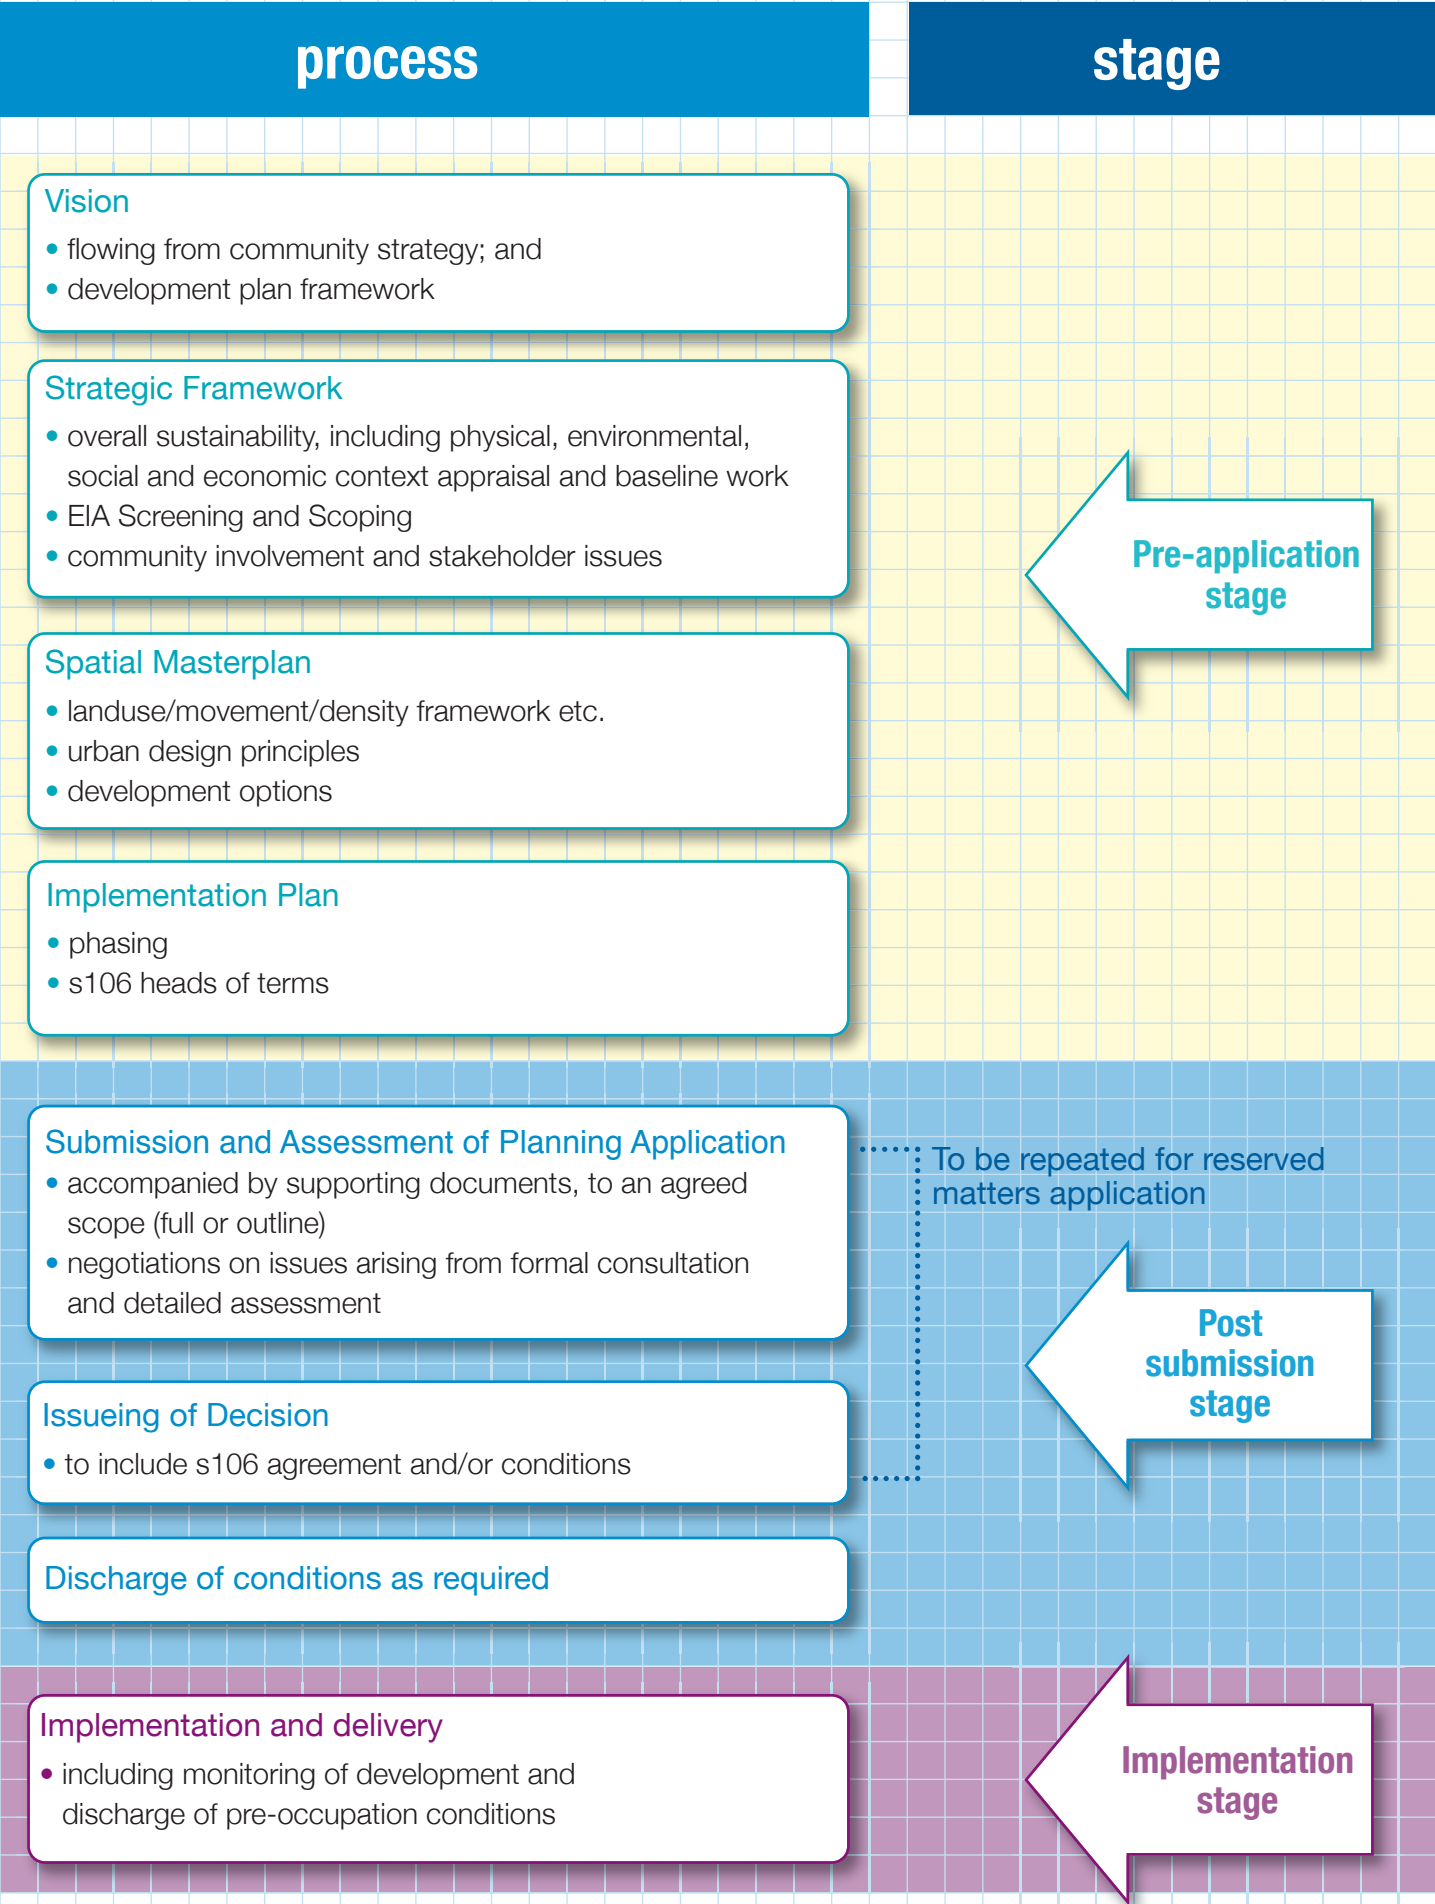 process
stage
Vision
• flowing from community strategy; and
• development plan framework
Strategic Framework
• overall sustainability, including physical, environmental,
social and economic context appraisal and baseline work
• EIA Screening and Scoping
• community involvement and stakeholder issues
Pre-application
stage
Spatial Masterplan
• landuse/movement/density framework etc.
• urban design principles
• development options
Implementation Plan
• phasing
• s106 heads of terms
Submission and Assessment of Planning Application
• accompanied by supporting documents, to an agreed
scope (full or outline)
• negotiations on issues arising from formal consultation
and detailed assessment
To be repeated for reserved
matters application
Post
submission
stage
Issueing of Decision
• to include s106 agreement and/or conditions
Discharge of conditions as required
Implementation and delivery
• including monitoring of development and
discharge of pre-occupation conditions
Implementation
stage